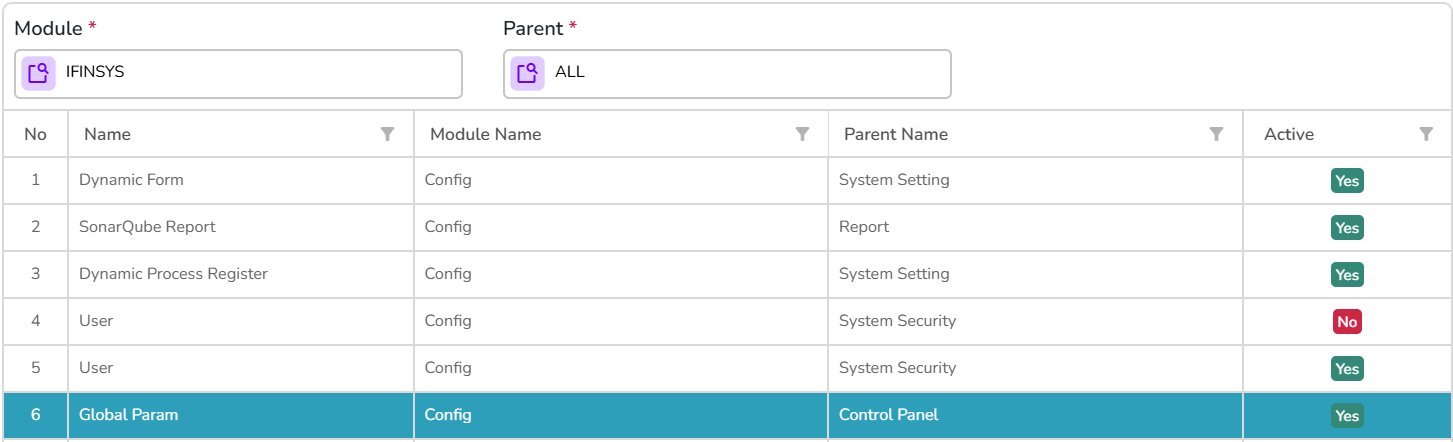 Module * Parent *
IFINSYS ALL
No Name Module Name Parent Name Active
1 Dynamic Form Config System Setting Yes
2 SonarQube Report Config Report Yes
3 Dynamic Process Register Config System Setting Yes
4 User Config System Security No
5 User Config System Security Yes
6 Global Param Config Control Panel Yes